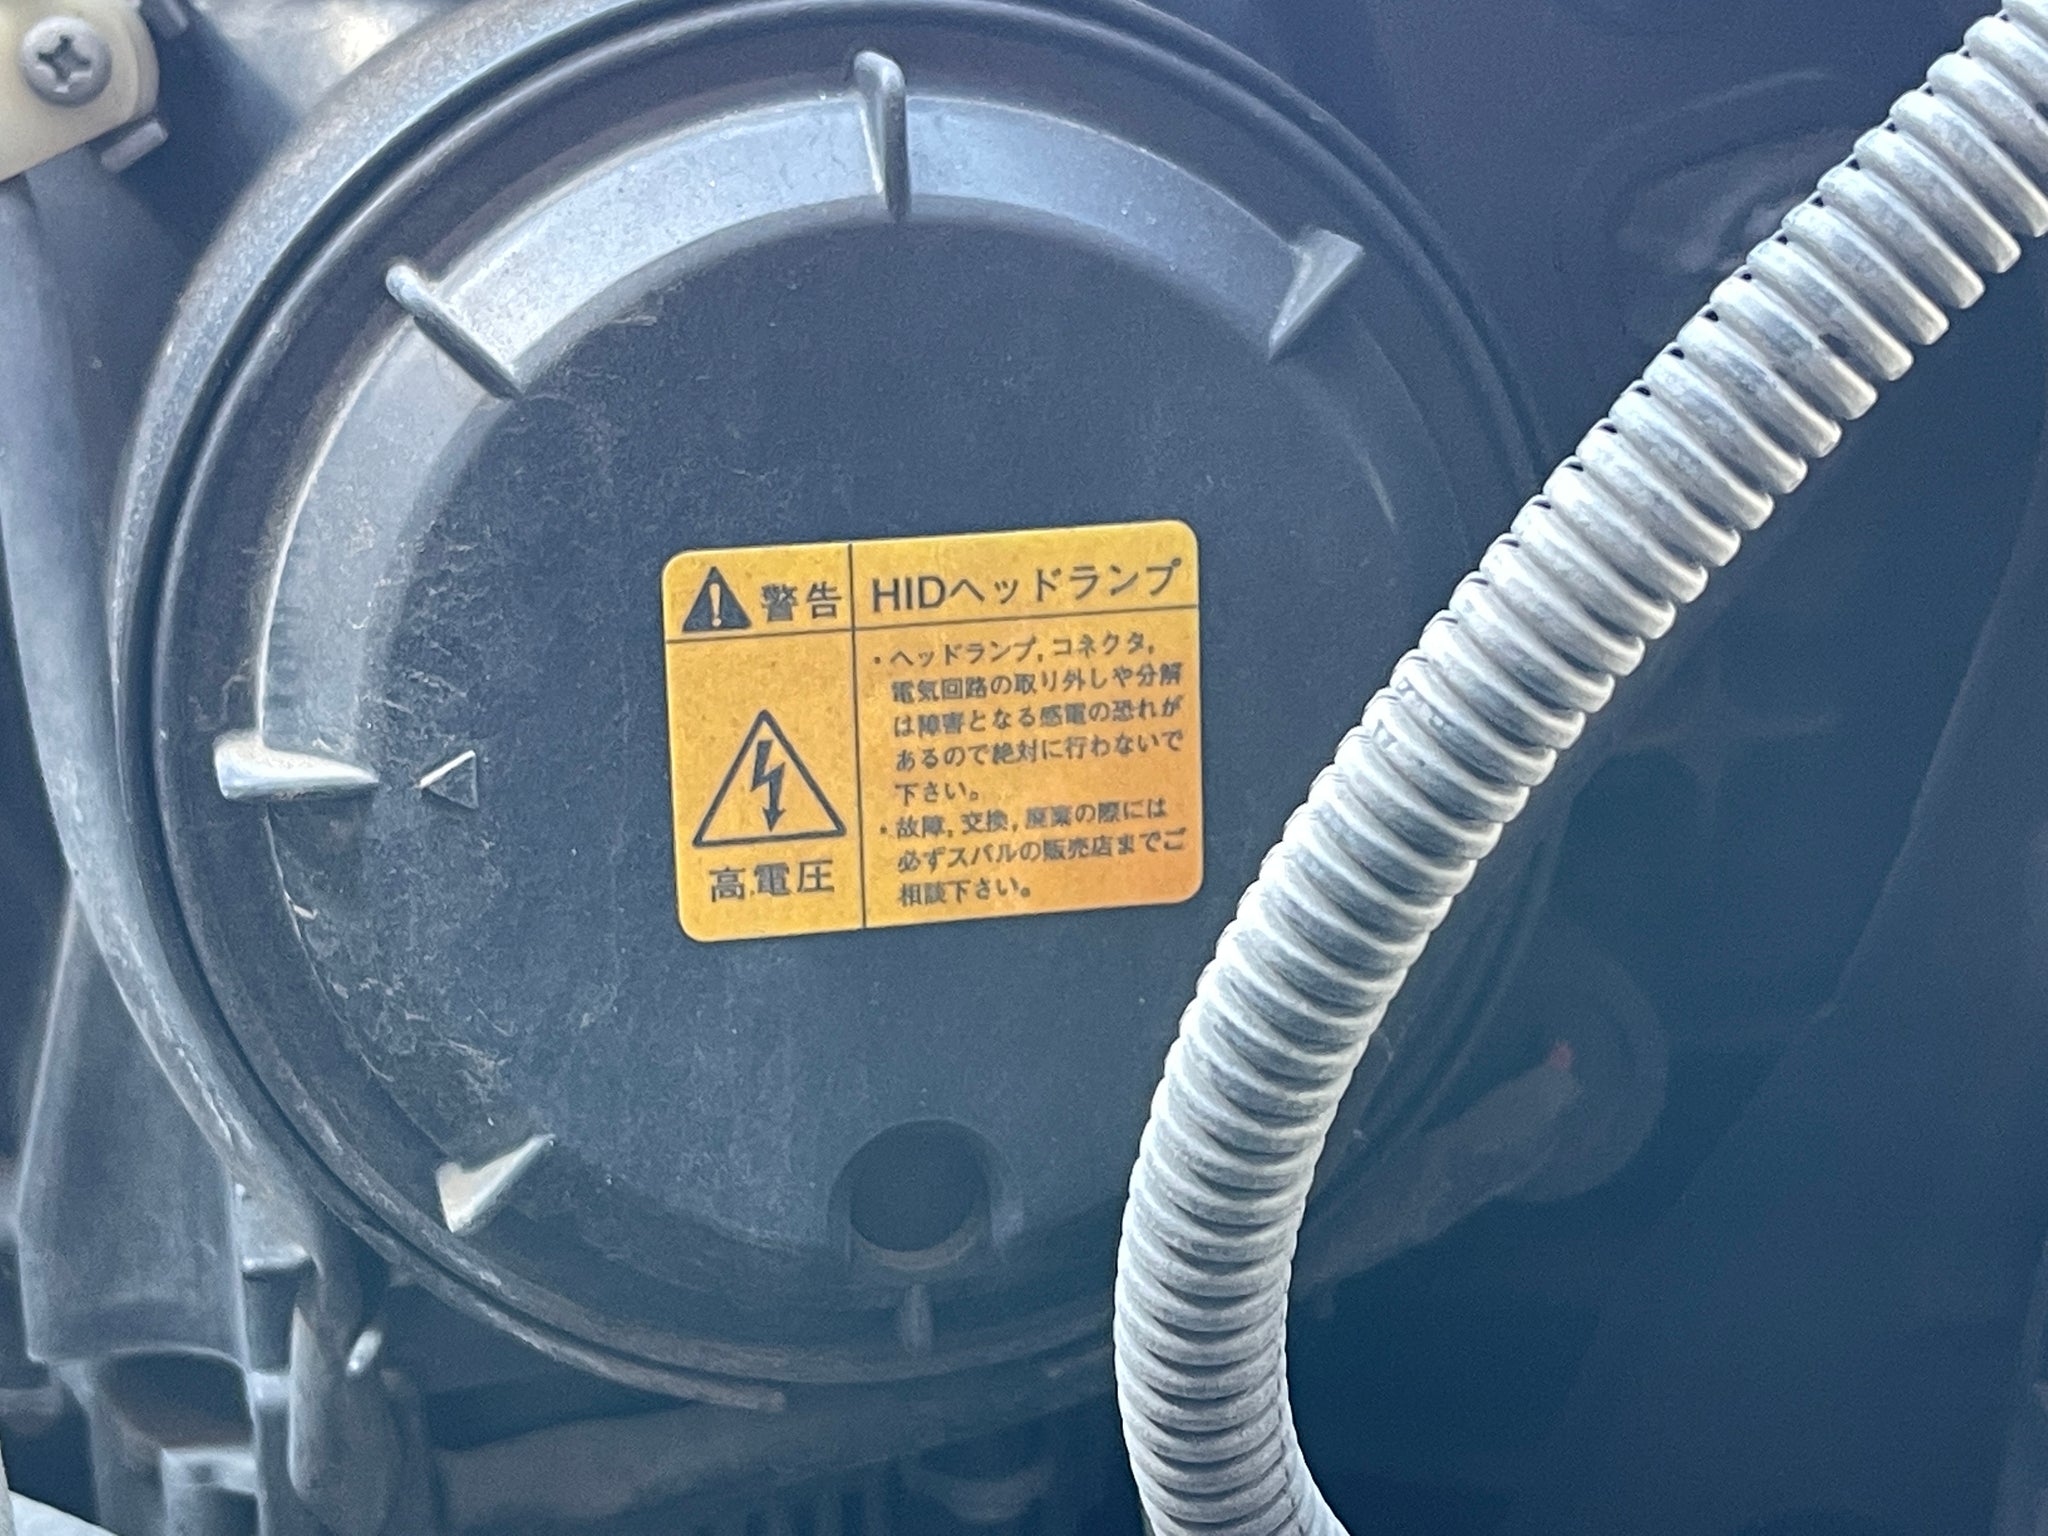 警告
HIDヘッドランプ
高電圧
・ヘッドランプ,コネクタ,
電気回路の取り外しや分解
は障害となる感電の恐れが
あるので絶対に行わないで
下さい。
・故障,交換,廃棄の際には
必ずスバルの販売店までご
相談下さい。